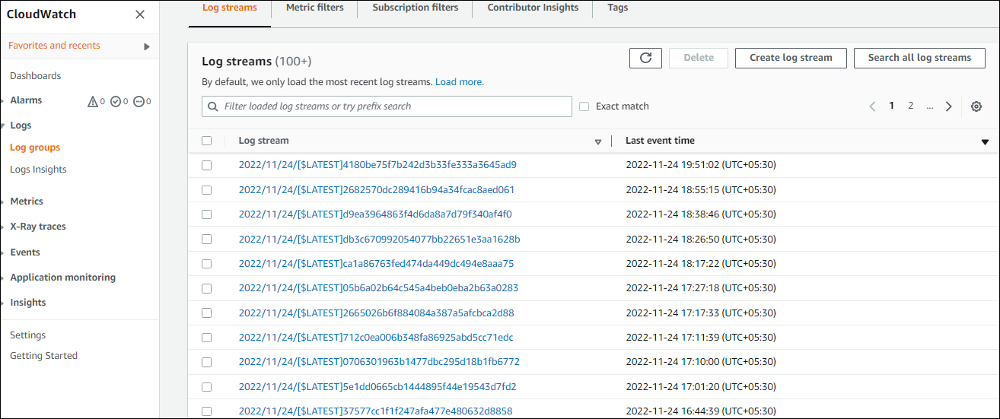 CloudWatch
Favorites and recents
Dashboards
Alarms 0 0 0
Logs
Log groups
Logs Insights
Metrics
X-Ray traces
Events
Application monitoring
Insights
Settings
Getting Started
Log streams Metric filters Subscription filters Contributor Insights Tags
Log streams (100+) Delete Create log stream Search all log streams
By default, we only load the most recent log streams. Load more.
Filter loaded log streams or try prefix search Exact match 1 2 ...
Log stream Last event time
2022/11/24/[$LATEST]4180be75f7b242d3b33fe333a3645ad9 2022-11-24 19:51:02 (UTC+05:30)
2022/11/24/[$LATEST]2682570dc289416b94a34fcac8aed061 2022-11-24 18:55:15 (UTC+05:30)
2022/11/24/[$LATEST]d9ea3964863f4d6da8a7d79f340af4f0 2022-11-24 18:38:46 (UTC+05:30)
2022/11/24/[$LATEST]db3c670992054077bb22651e3aa1628b 2022-11-24 18:26:50 (UTC+05:30)
2022/11/24/[$LATEST]ca1a86763fed474da449dc494e8aaa75 2022-11-24 18:17:22 (UTC+05:30)
2022/11/24/[$LATEST]05b6a02b64c545a4beb0eba2b63a0283 2022-11-24 17:27:18 (UTC+05:30)
2022/11/24/[$LATEST]2665026b6f884084a387a5afcbca2d88 2022-11-24 17:17:33 (UTC+05:30)
2022/11/24/[$LATEST]712c0ea006b348fa86925abd5cc71edc 2022-11-24 17:11:39 (UTC+05:30)
2022/11/24/[$LATEST]0706301963b1477dbc295d18b1fb6772 2022-11-24 17:10:00 (UTC+05:30)
2022/11/24/[$LATEST]5e1dd0665cb1444895f44e19543d7fd2 2022-11-24 17:01:20 (UTC+05:30)
2022/11/24/[$LATEST]37577cc1f1f247afa477e480632d8858 2022-11-24 16:44:39 (UTC+05:30)